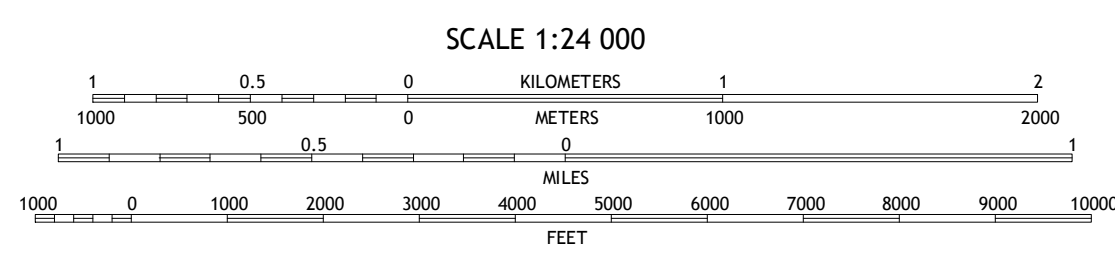 SCALE 1:24 000
1 0.5 0 KILOMETERS 1 2
1000 500 0 METERS 1000 2000
1 0.5 0 1
MILES
1000 0 1000 2000 3000 4000 5000 6000 7000 8000 9000 10000
FEET